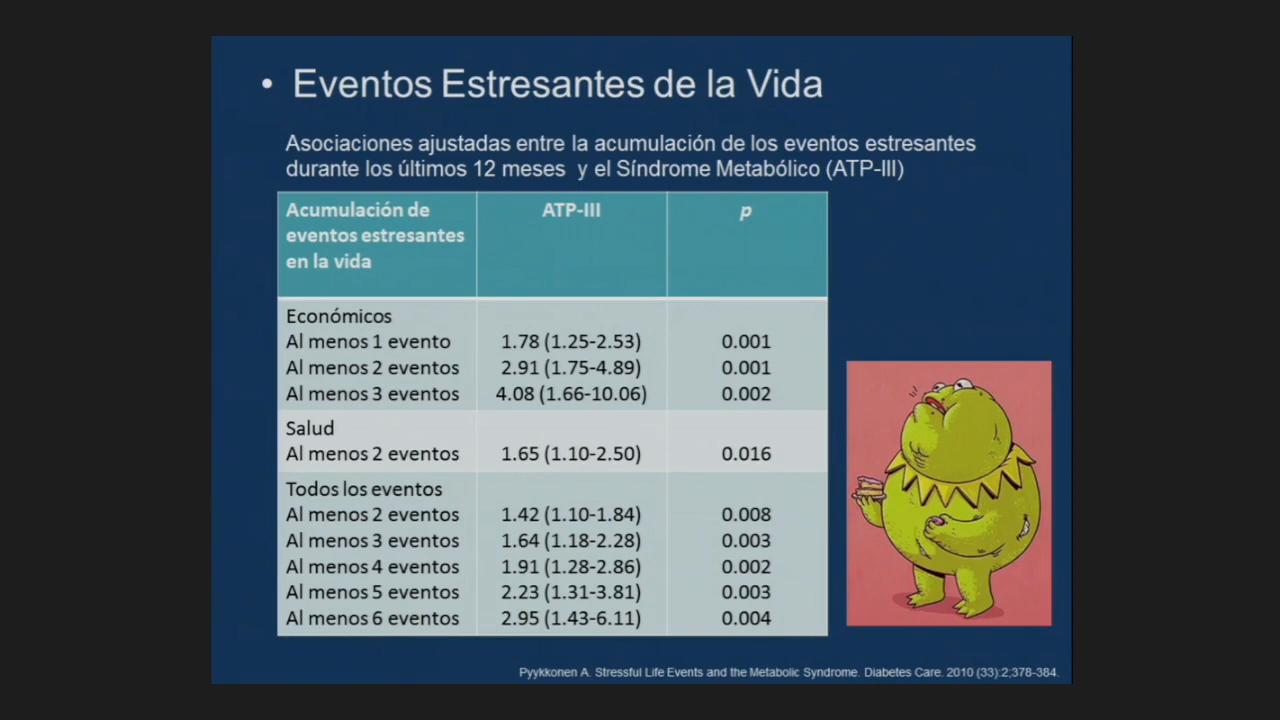 • Eventos Estresantes de la Vida
Asociaciones ajustadas entre la acumulación de los eventos estresantes
durante los últimos 12 meses y el Síndrome Metabólico (ATP-III)
Acumulación de eventos estresantes en la vida ATP-III p
Económicos
Al menos 1 evento 1.78 (1.25-2.53) 0.001
Al menos 2 eventos 2.91 (1.75-4.89) 0.001
Al menos 3 eventos 4.08 (1.66-10.06) 0.002
Salud
Al menos 2 eventos 1.65 (1.10-2.50) 0.016
Todos los eventos
Al menos 2 eventos 1.42 (1.10-1.84) 0.008
Al menos 3 eventos 1.64 (1.18-2.28) 0.003
Al menos 4 eventos 1.91 (1.28-2.86) 0.002
Al menos 5 eventos 2.23 (1.31-3.81) 0.003
Al menos 6 eventos 2.95 (1.43-6.11) 0.004
Pyykkonen A. Stressful Life Events and the Metabolic Syndrome. Diabetes Care. 2010 (33):2;378-384.